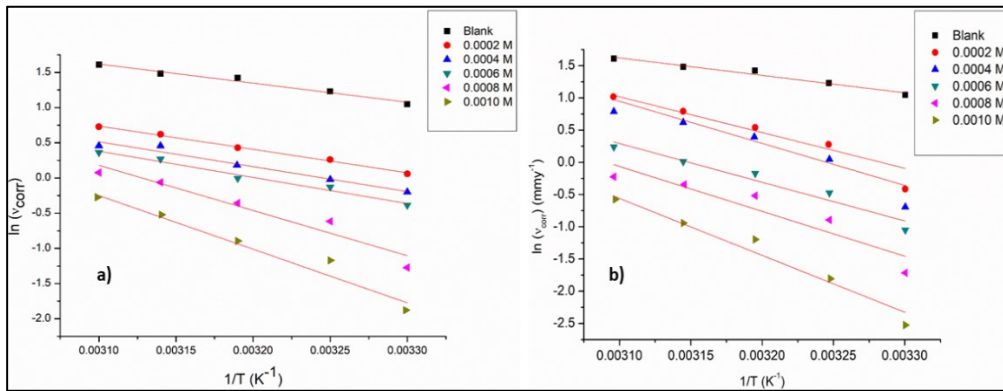 Blank
0.0002 M
0.0004 M
0.0006 M
0.0008 M
0.0010 M
1.5
1.0
0.5
0.0
-0.5
-1.0
-1.5
-2.0
ln (νcorr)
a)
0.00310
0.00315
0.00320
0.00325
0.00330
1/T (K⁻¹)
Blank
0.0002 M
0.0004 M
0.0006 M
0.0008 M
0.0010 M
1.5
1.0
0.5
0.0
-0.5
-1.0
-1.5
-2.0
-2.5
ln (νcorr) (mmy⁻¹)
b)
0.00310
0.00315
0.00320
0.00325
0.00330
1/T (K⁻¹)